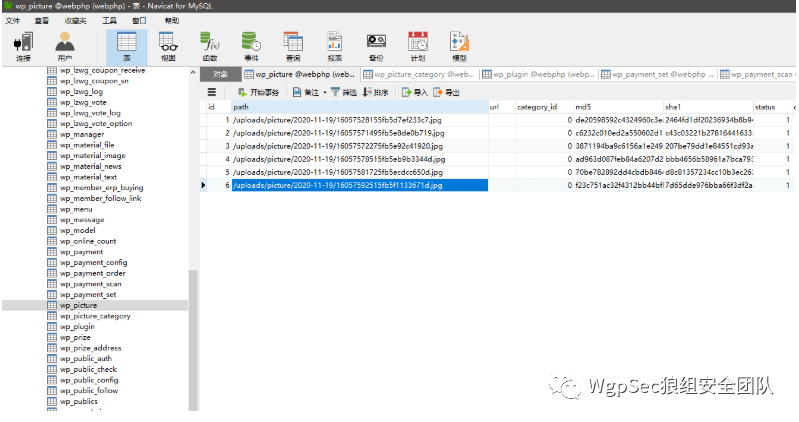 wp_picture @webphp (webphp) - 表 - Navicat for MySQL
文件 查看 收藏夹 工具 窗口 帮助
连接 用户 表 视图 函数 事件 查询 报表 备份 计划 模型
对象 wp_picture @webphp (web... wp_picture_category @web... wp_plugin @webphp (webph... wp_payment_set @webphp ... wp_payment_scan
开始事务 备注 筛选 排序 导入 导出
id path url category_id md5 sha1 status
1 /uploads/picture/2020-11-19/16057528155fb5d7ef233c7.jpg 0 de20598592c4324960c3e. 2464fd1df20236934b8b94 1
2 /uploads/picture/2020-11-19/16057571495fb5e8de0b719.jpg 0 c6232c010ed2a550602d1 c43c03221b27816441633 1
3 /uploads/picture/2020-11-19/16057572275fb5e92c41920.jpg 0 3871194ba9c6156a1e249 207be79dd1e84551cd93a 1
4 /uploads/picture/2020-11-19/16057578515fb5eb9b3344d.jpg 0 ad963d087feb84a6207d2 bbb4656b58961a7bca793 1
5 /uploads/picture/2020-11-19/16057581725fb5ecdcc650d.jpg 0 70be782892dd4cbdb846 d8c81357234cc10b3ec263 1
6 /uploads/picture/2020-11-19/16057592515fb5f1133671d.jpg 0 f23c751ac32f4312bb44bf 7d65dde976bba66f3df2a 1
wp_lzwg_coupon_receive
wp_lzwg_coupon_sn
wp_lzwg_log
wp_lzwg_vote
wp_lzwg_vote_log
wp_lzwg_vote_option
wp_manager
wp_material_file
wp_material_image
wp_material_news
wp_material_text
wp_member_erp_buying
wp_member_follow_link
wp_menu
wp_message
wp_model
wp_online_count
wp_payment
wp_payment_config
wp_payment_order
wp_payment_scan
wp_payment_set
wp_picture
wp_picture_category
wp_plugin
wp_prize
wp_prize_address
wp_public_auth
wp_public_check
wp_public_config
wp_public_follow
wp_publics
WgpSec狼组安全团队